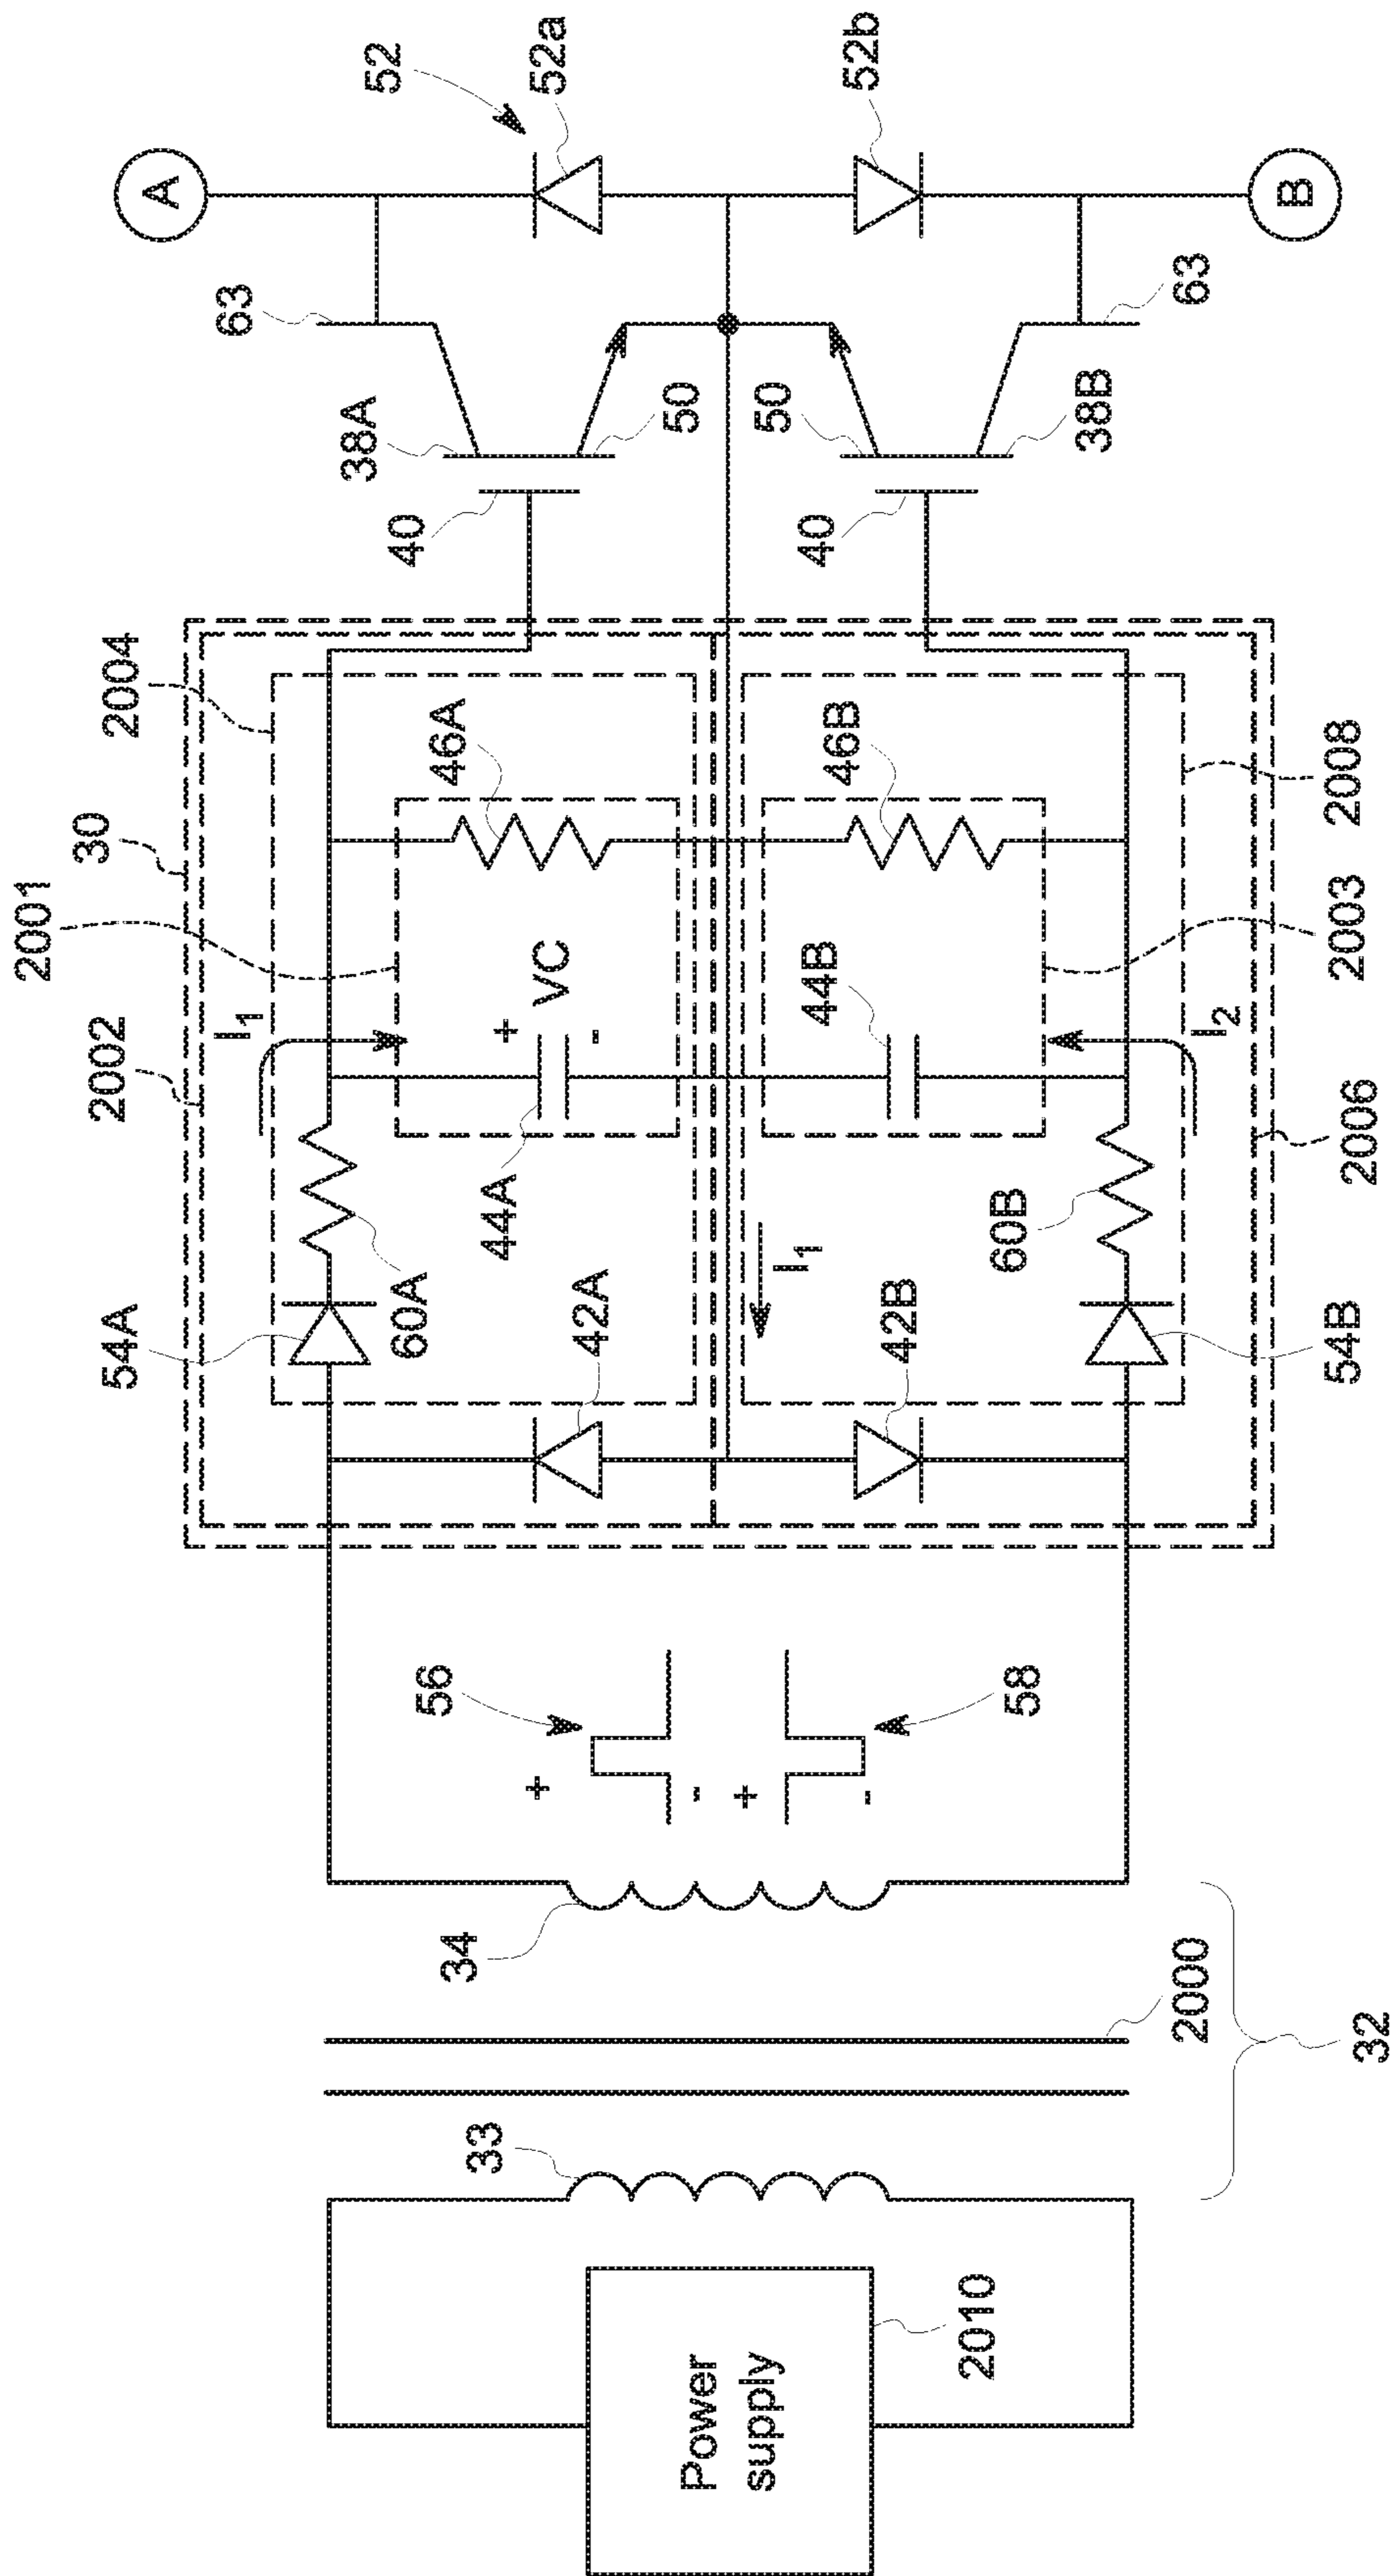 2001
30
2002
54A
2004
A
I1
63
38A
52
60A
40
56
46A
34
33
44A
+
+
VC
52a
42A
-
50
-
Power
supply
+
50
I1
44B
40
46B
52b
-
42B
2010
60B
58
38B
2000
63
I2
B
54B
2003
2008
2006
32